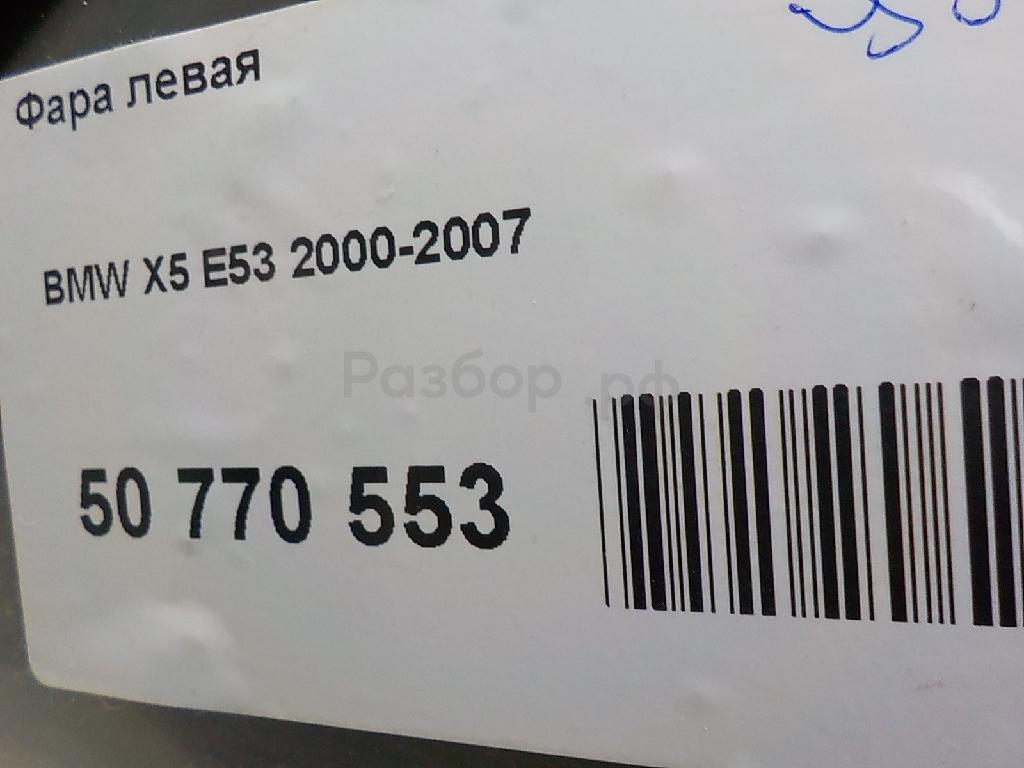 Фара левая
BMW X5 E53 2000-2007
Разбор.рф
50 770 553